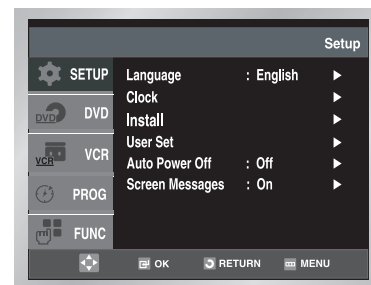 Setup
SETUP
DVD DVD
VCR VCR
PROG
FUNC
Language : English ►
Clock ►
Install ►
User Set ►
Auto Power Off : Off ►
Screen Messages : On ►
OK RETURN MENU